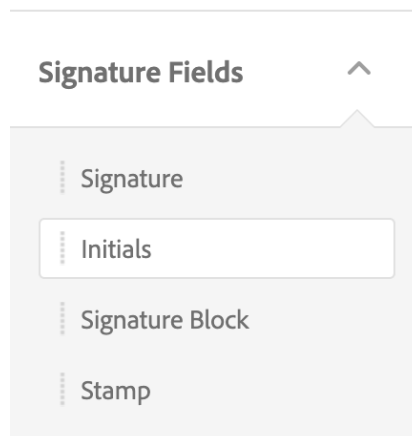 Signature Fields
Signature
Initials
Signature Block
Stamp